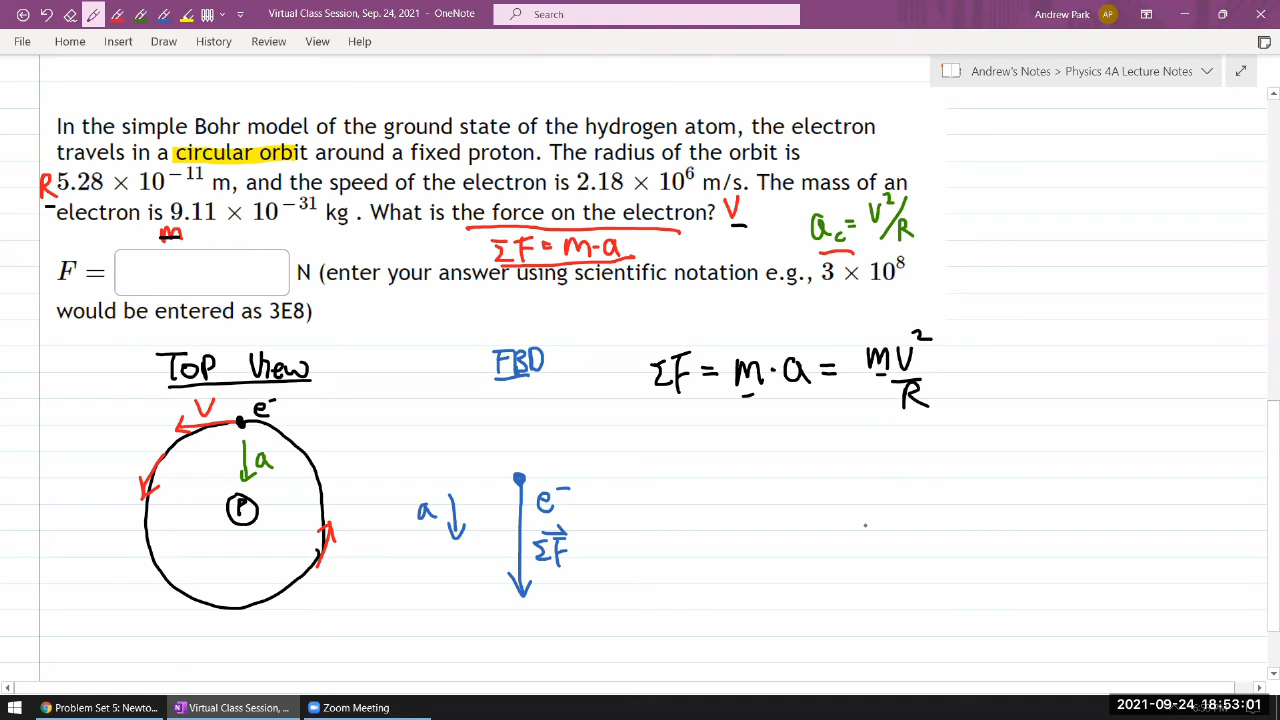 Virtual Class Session, Sep. 24, 2021 - OneNote
Search
Andrew Park
AP
File Home Insert Draw History Review View Help
Andrew's Notes > Physics 4A Lecture Notes
In the simple Bohr model of the ground state of the hydrogen atom, the electron
travels in a circular orbit around a fixed proton. The radius of the orbit is
R 5.28 × 10⁻¹¹ m, and the speed of the electron is 2.18 × 10⁶ m/s. The mass of an
electron is 9.11 × 10⁻³¹ kg . What is the force on the electron? V
m
ΣF = m·a
a_c = V²/R
F = N (enter your answer using scientific notation e.g., 3 × 10⁸
would be entered as 3E8)
Top View
FBD
ΣF = m·a = mV²/R
V
e⁻
a
P
a
e⁻
ΣF
Problem Set 5: Newto...
Virtual Class Session...
Zoom Meeting
2021-09-24 18:53:01